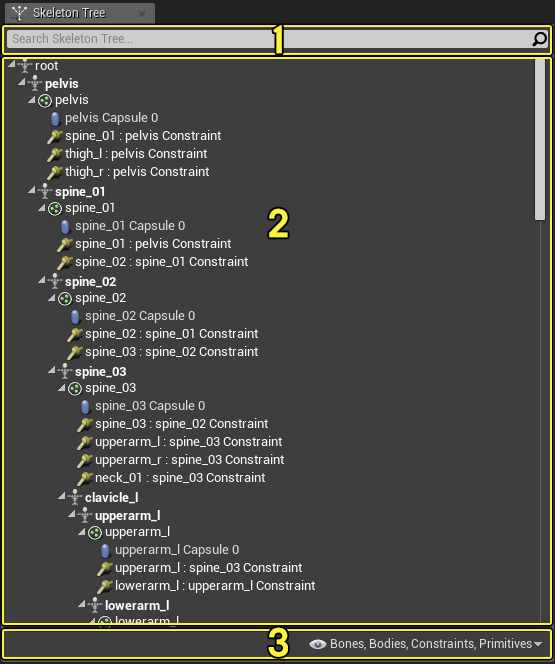 Skeleton Tree
Search Skeleton Tree...
1
root
pelvis
pelvis
pelvis Capsule 0
spine_01 : pelvis Constraint
thigh_l : pelvis Constraint
thigh_r : pelvis Constraint
spine_01
spine_01
2
spine_01 Capsule 0
spine_01 : pelvis Constraint
spine_02 : spine_01 Constraint
spine_02
spine_02
spine_02 Capsule 0
spine_02 : spine_01 Constraint
spine_03 : spine_02 Constraint
spine_03
spine_03
spine_03 Capsule 0
spine_03 : spine_02 Constraint
upperarm_l : spine_03 Constraint
upperarm_r : spine_03 Constraint
neck_01 : spine_03 Constraint
clavicle_l
upperarm_l
upperarm_l
upperarm_l Capsule 0
upperarm_l : spine_03 Constraint
lowerarm_l : upperarm_l Constraint
lowerarm_l
lowerarm_l
3
Bones, Bodies, Constraints, Primitives